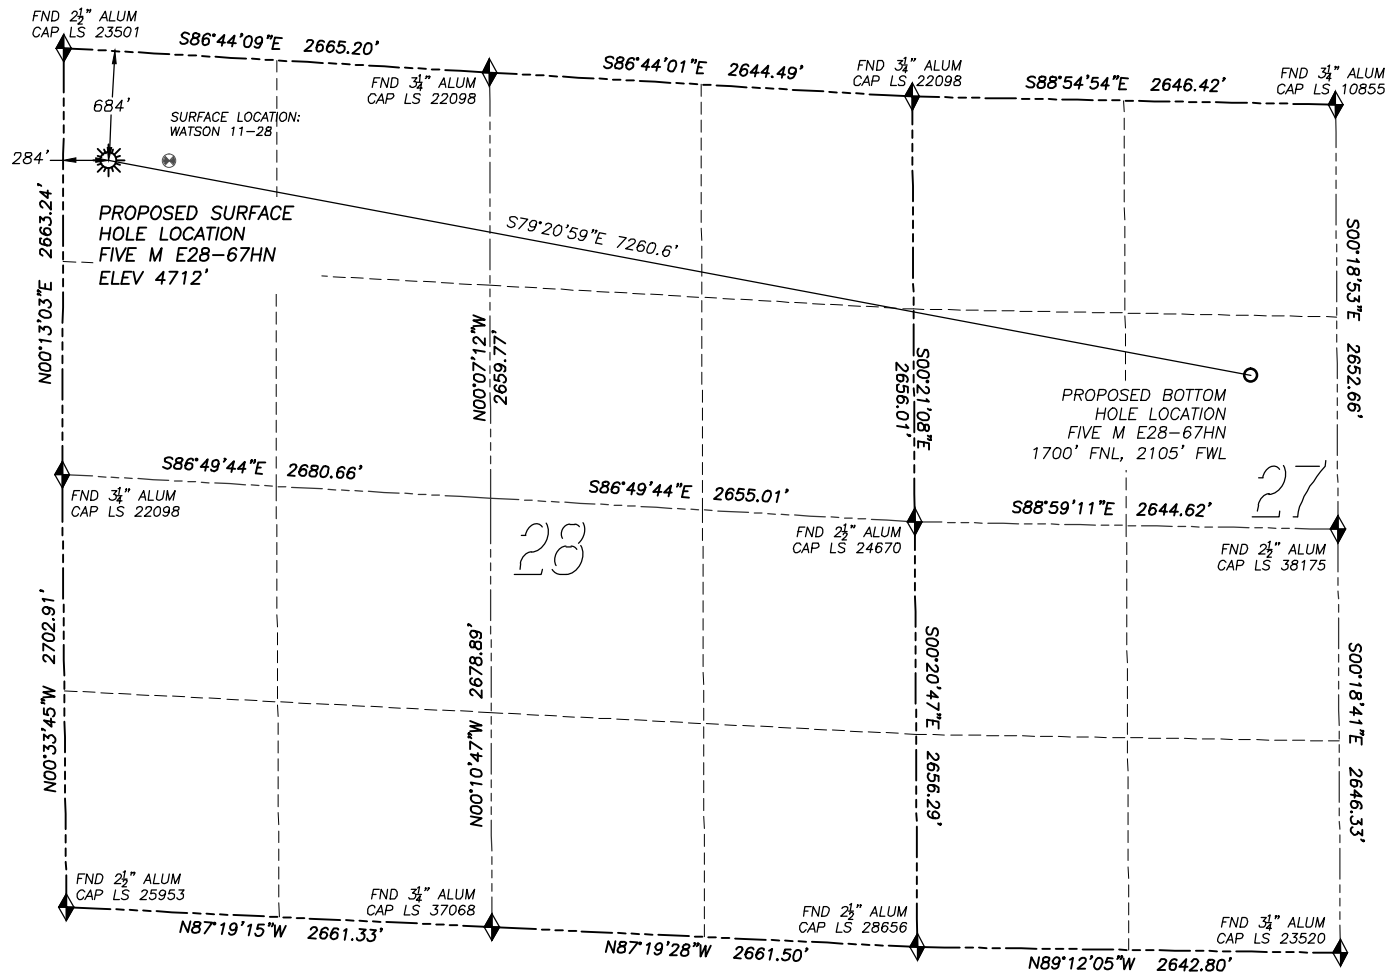 FND 2½" ALUM
CAP LS 23501
S86°44'09"E 2665.20'
FND 3¼" ALUM
CAP LS 22098
S86°44'01"E 2644.49'
FND 3¼" ALUM
CAP LS 22098
S88°54'54"E 2646.42'
FND 3¼" ALUM
CAP LS 10855
684'
SURFACE LOCATION:
WATSON 11-28
284'
PROPOSED SURFACE
HOLE LOCATION
FIVE M E28-67HN
ELEV 4712'
S79°20'59"E 7260.6'
N00°13'03"E 2663.24'
N00°07'12"W
2659.77'
S00°21'08"E
2656.01'
S00°18'53"E 2652.66'
PROPOSED BOTTOM
HOLE LOCATION
FIVE M E28-67HN
1700' FNL, 2105' FWL
S86°49'44"E 2680.66'
FND 3¼" ALUM
CAP LS 22098
S86°49'44"E 2655.01'
FND 2½" ALUM
CAP LS 24670
S88°59'11"E 2644.62'
27
FND 2½" ALUM
CAP LS 38175
28
N00°33'45"W 2702.91'
N00°10'47"W 2678.89'
S00°20'47"E 2656.29'
S00°18'41"E 2646.33'
FND 2½" ALUM
CAP LS 25953
N87°19'15"W 2661.33'
FND 3¼" ALUM
CAP LS 37068
N87°19'28"W 2661.50'
FND 2½" ALUM
CAP LS 28656
N89°12'05"W 2642.80'
FND 3¼" ALUM
CAP LS 23520